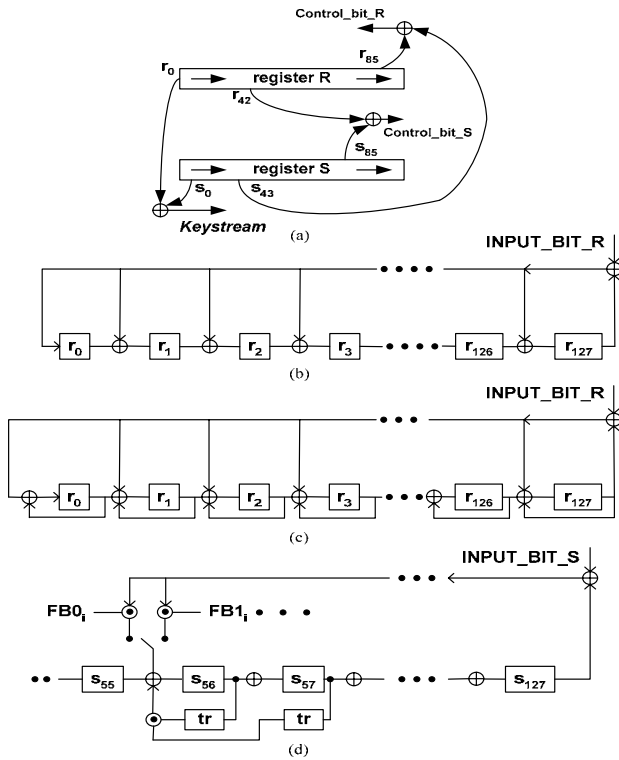 Control_bit_R
r0
r85
register R
r42
Control_bit_S
s85
register S
s0
s43
Keystream
(a)
INPUT_BIT_R
r0
r1
r2
r3
r126
r127
(b)
INPUT_BIT_R
r0
r1
r2
r3
r126
r127
(c)
INPUT_BIT_S
FB0i
FB1i
s55
s56
s57
s127
tr
tr
(d)